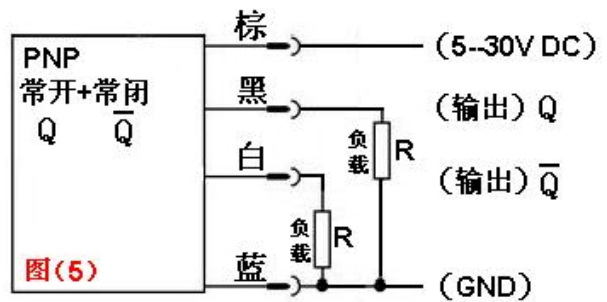 棕
(5--30V DC)
PNP
常开+常闭
Q Q̅
黑
(输出) Q
负载
R
白
(输出) Q̅
负载
R
图(5)
蓝
(GND)